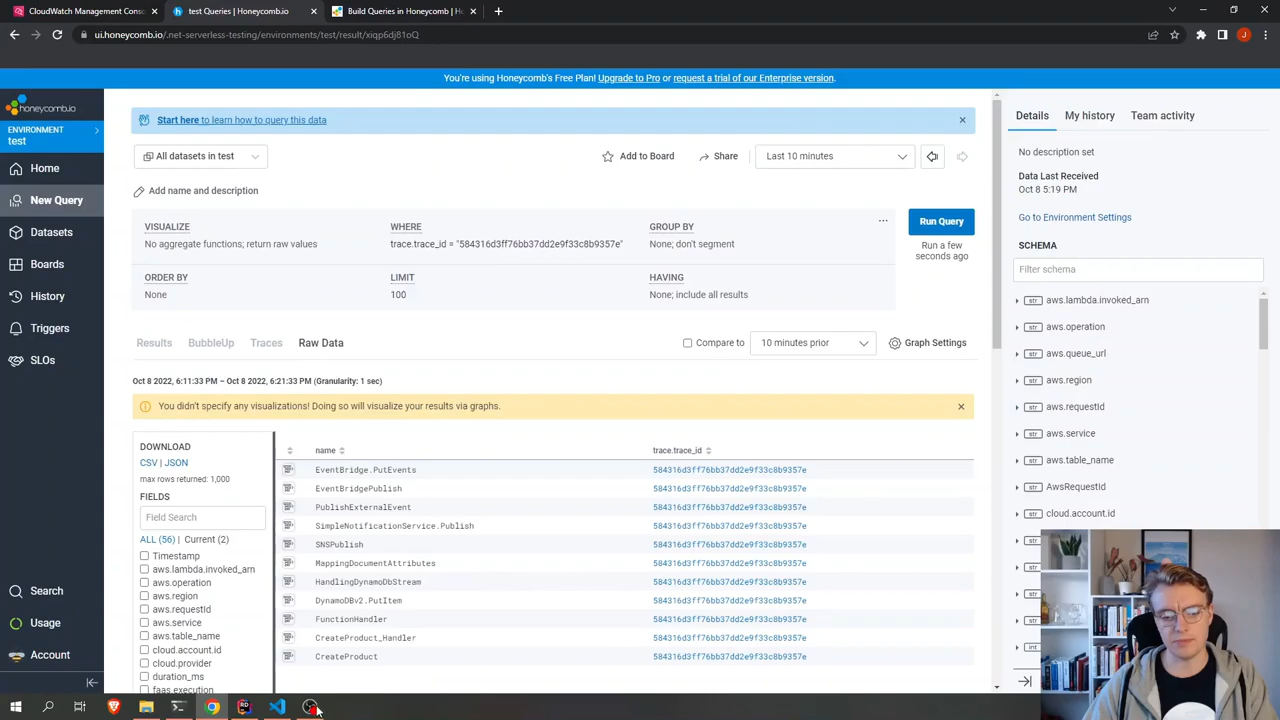 CloudWatch Management Conso
test Queries | Honeycomb.io
Build Queries in Honeycomb | Ho
ui.honeycomb.io/.net-serverless-testing/environments/test/result/xiqp6dj81oQ
J
You're using Honeycomb's Free Plan! Upgrade to Pro or request a trial of our Enterprise version.
honeycomb.io
ENVIRONMENT
test
Home
New Query
Datasets
Boards
History
Triggers
SLOs
Search
Usage
Account
Start here to learn how to query this data
All datasets in test
Add to Board
Share
Last 10 minutes
Add name and description
VISUALIZE
No aggregate functions; return raw values
WHERE
trace.trace_id = "584316d3ff76bb37dd2e9f33c8b9357e"
GROUP BY
None; don't segment
ORDER BY
None
LIMIT
100
HAVING
None; include all results
Run Query
Run a few
seconds ago
Results
BubbleUp
Traces
Raw Data
Compare to
10 minutes prior
Graph Settings
Oct 8 2022, 6:11:33 PM – Oct 8 2022, 6:21:33 PM (Granularity: 1 sec)
You didn't specify any visualizations! Doing so will visualize your results via graphs.
DOWNLOAD
CSV | JSON
max rows returned: 1,000
FIELDS
Field Search
ALL (56) | Current (2)
Timestamp
aws.lambda.invoked_arn
aws.operation
aws.region
aws.requestId
aws.service
aws.table_name
cloud.account.id
cloud.provider
duration_ms
faas.execution
name trace.trace_id
EventBridge.PutEvents 584316d3ff76bb37dd2e9f33c8b9357e
EventBridgePublish 584316d3ff76bb37dd2e9f33c8b9357e
PublishExternalEvent 584316d3ff76bb37dd2e9f33c8b9357e
SimpleNotificationService.Publish 584316d3ff76bb37dd2e9f33c8b9357e
SNSPublish 584316d3ff76bb37dd2e9f33c8b9357e
MappingDocumentAttributes 584316d3ff76bb37dd2e9f33c8b9357e
HandlingDynamoDbStream 584316d3ff76bb37dd2e9f33c8b9357e
DynamoDBv2.PutItem 584316d3ff76bb37dd2e9f33c8b9357e
FunctionHandler 584316d3ff76bb37dd2e9f33c8b9357e
CreateProduct_Handler 584316d3ff76bb37dd2e9f33c8b9357e
CreateProduct 584316d3ff76bb37dd2e9f33c8b9357e
Details
My history
Team activity
No description set
Data Last Received
Oct 8 5:19 PM
Go to Environment Settings
SCHEMA
Filter schema
str aws.lambda.invoked_arn
str aws.operation
str aws.queue_url
str aws.region
str aws.requestId
str aws.service
str aws.table_name
str AwsRequestId
str cloud.account.id